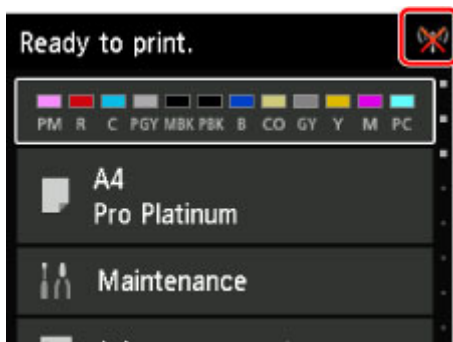 Ready to print.
PM R C PGY MBK PBK B CO GY Y M PC
A4
Pro Platinum
Maintenance